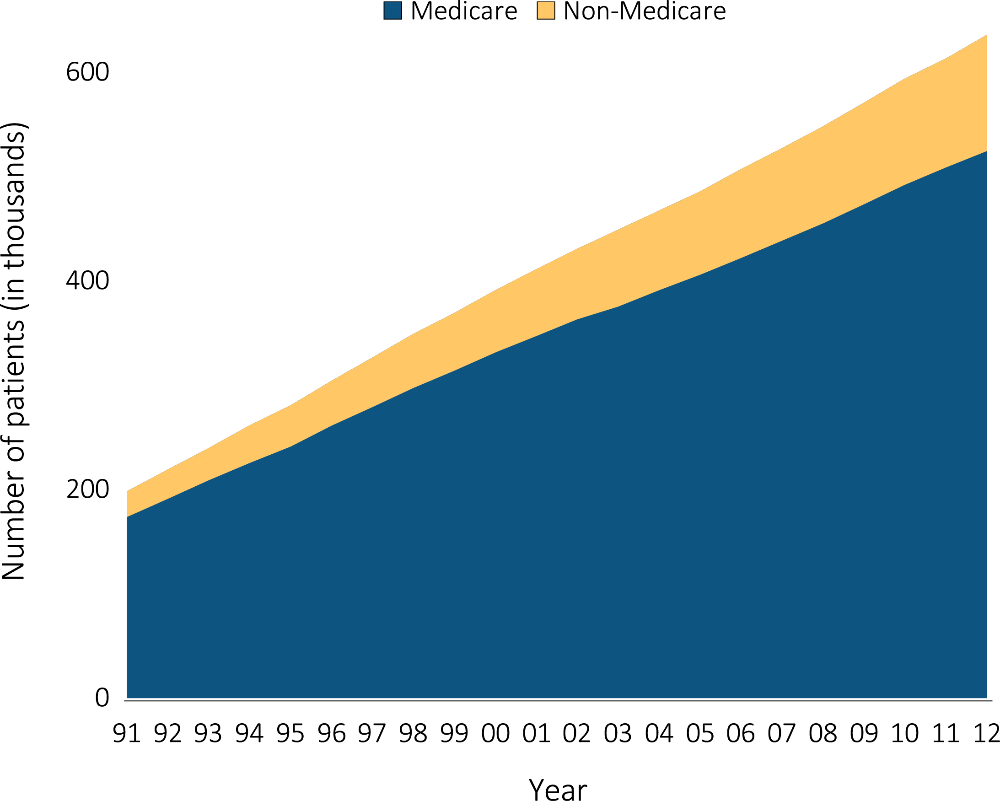 Medicare Non-Medicare
Number of patients (in thousands)
600
400
200
0
91 92 93 94 95 96 97 98 99 00 01 02 03 04 05 06 07 08 09 10 11 12
Year